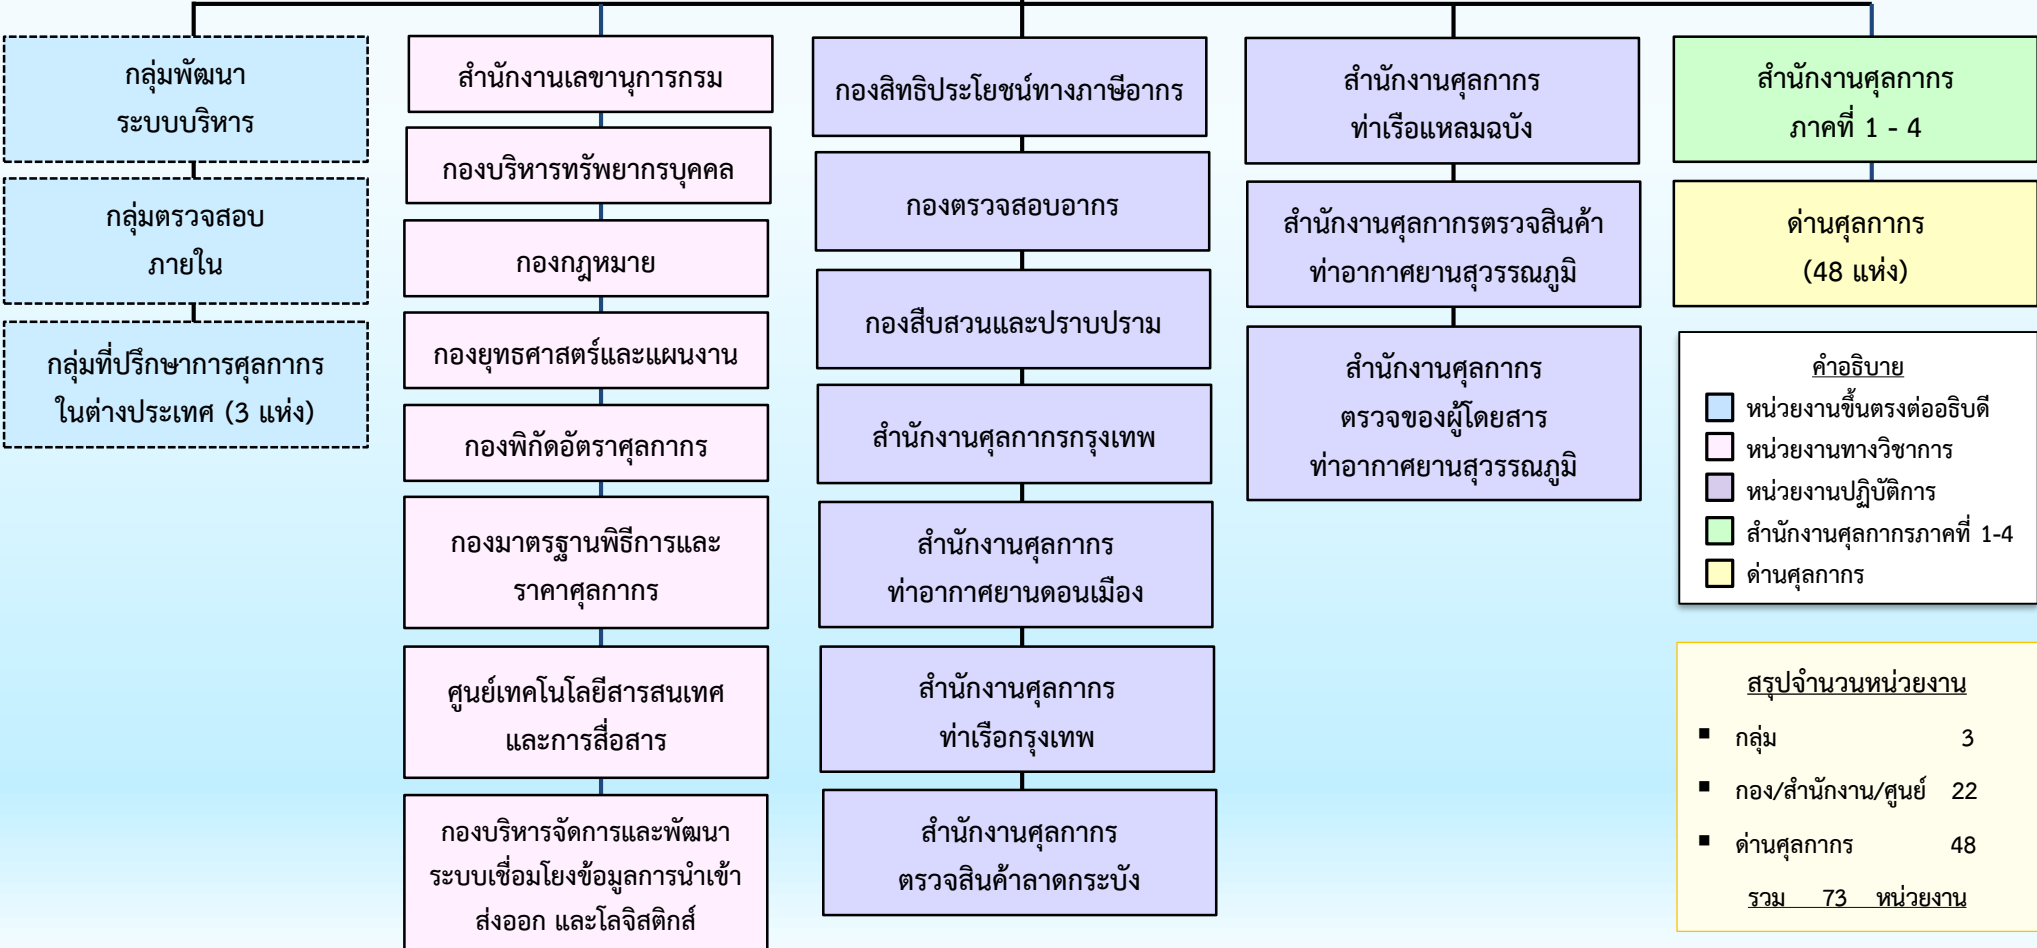 กลุ่มพัฒนา
ระบบบริหาร
กลุ่มตรวจสอบ
ภายใน
กลุ่มที่ปรึกษาการศุลกากร
ในต่างประเทศ (3 แห่ง)
สำนักงานเลขานุการกรม
กองบริหารทรัพยากรบุคคล
กองกฎหมาย
กองยุทธศาสตร์และแผนงาน
กองพิกัดอัตราศุลกากร
กองมาตรฐานพิธีการและ
ราคาศุลกากร
ศูนย์เทคโนโลยีสารสนเทศ
และการสื่อสาร
กองบริหารจัดการและพัฒนา
ระบบเชื่อมโยงข้อมูลการนำเข้า
ส่งออก และโลจิสติกส์
กองสิทธิประโยชน์ทางภาษีอากร
กองตรวจสอบอากร
กองสืบสวนและปราบปราม
สำนักงานศุลกากรกรุงเทพ
สำนักงานศุลกากร
ท่าอากาศยานดอนเมือง
สำนักงานศุลกากร
ท่าเรือกรุงเทพ
สำนักงานศุลกากร
ตรวจสินค้าลาดกระบัง
สำนักงานศุลกากร
ท่าเรือแหลมฉบัง
สำนักงานศุลกากรตรวจสินค้า
ท่าอากาศยานสุวรรณภูมิ
สำนักงานศุลกากร
ตรวจของผู้โดยสาร
ท่าอากาศยานสุวรรณภูมิ
สำนักงานศุลกากร
ภาคที่ 1 - 4
ด่านศุลกากร
(48 แห่ง)
คำอธิบาย
หน่วยงานขึ้นตรงต่ออธิบดี
หน่วยงานทางวิชาการ
หน่วยงานปฏิบัติการ
สำนักงานศุลกากรภาคที่ 1-4
ด่านศุลกากร
สรุปจำนวนหน่วยงาน
▪ กลุ่ม 3
▪ กอง/สำนักงาน/ศูนย์ 22
▪ ด่านศุลกากร 48
รวม 73 หน่วยงาน